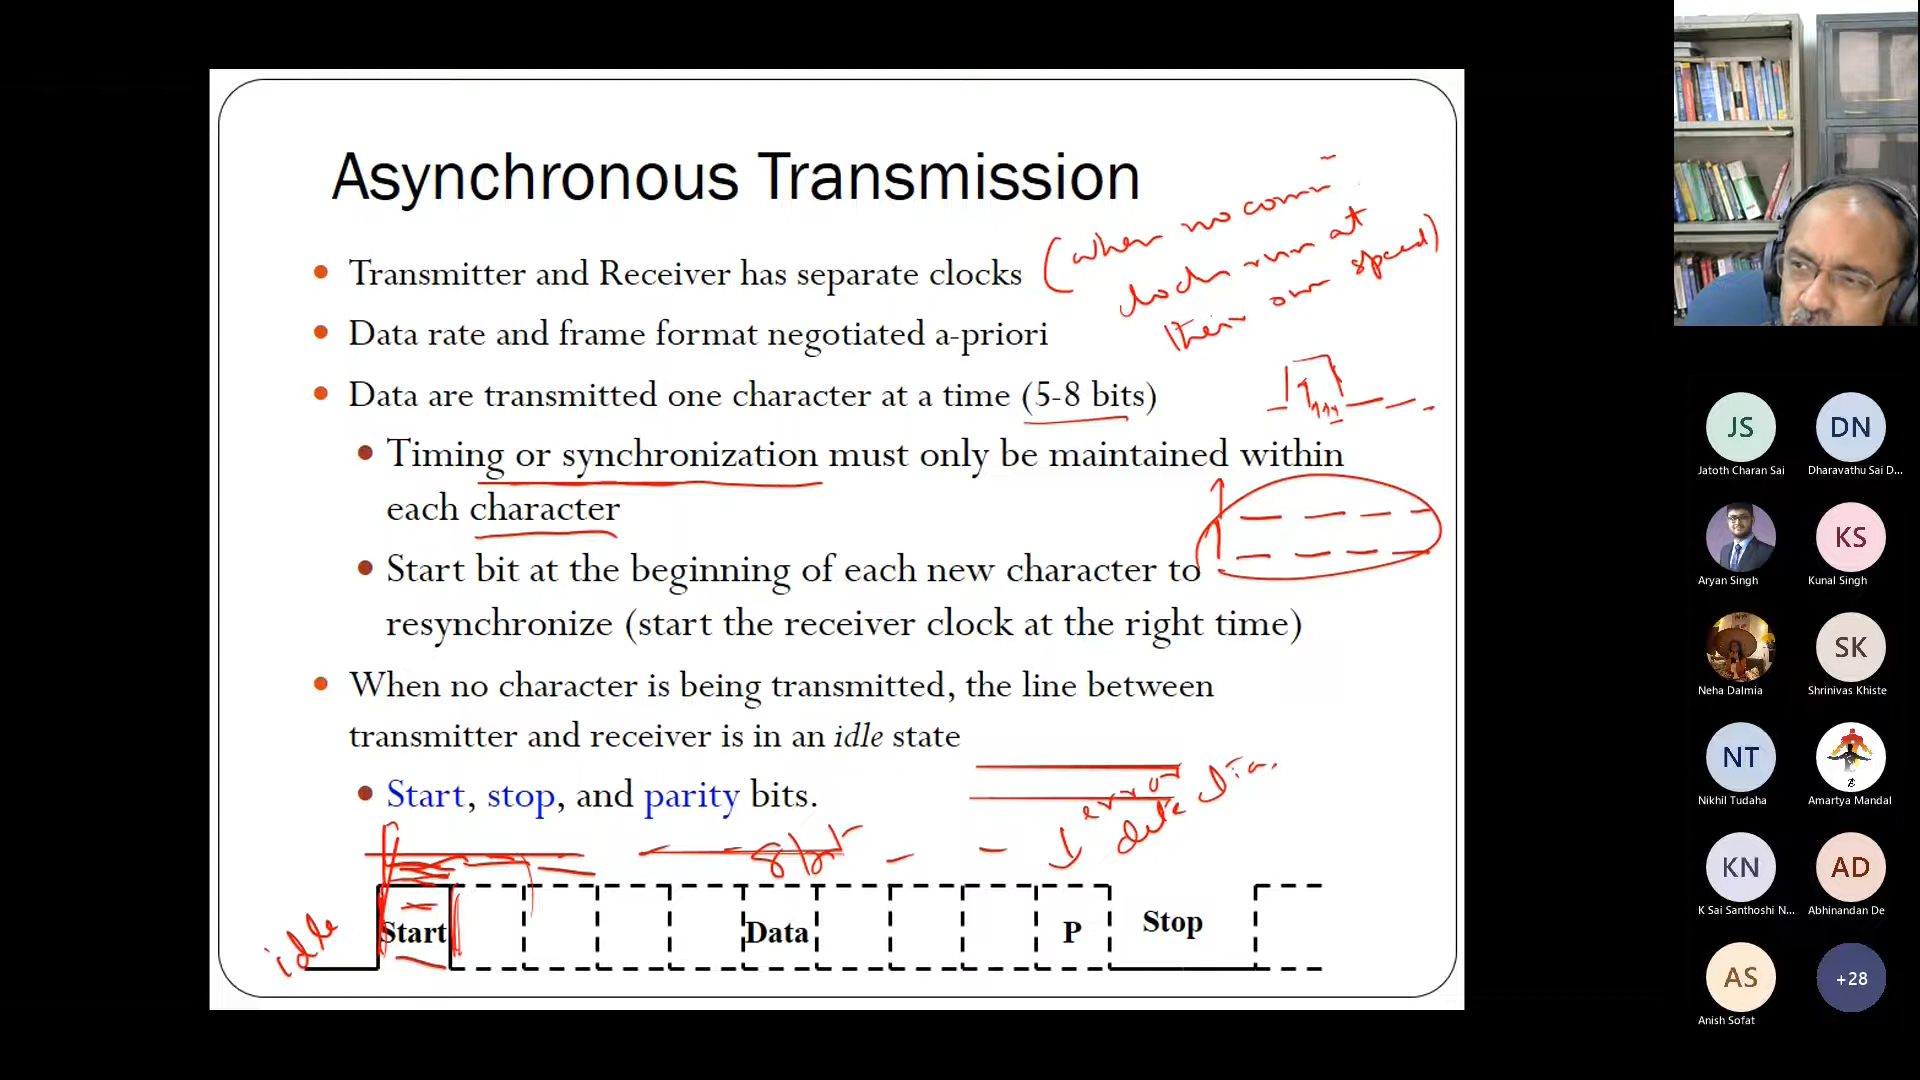 Asynchronous Transmission
• Transmitter and Receiver has separate clocks
(when no comm
clocks run at
their own speed)
• Data rate and frame format negotiated a-priori
• Data are transmitted one character at a time (5-8 bits)
• Timing or synchronization must only be maintained within
each character
• Start bit at the beginning of each new character to
resynchronize (start the receiver clock at the right time)
• When no character is being transmitted, the line between
transmitter and receiver is in an idle state
• Start, stop, and parity bits.
error
8 bit
idle
Start
Data
P
Stop
JS
Jatoth Charan Sai
DN
Dharavathu Sai D...
Aryan Singh
KS
Kunal Singh
Neha Dalmia
SK
Shrinivas Khiste
NT
Nikhil Tudaha
Amartya Mandal
KN
K Sai Santhoshi N...
AD
Abhinandan De
AS
Anish Sofat
+28